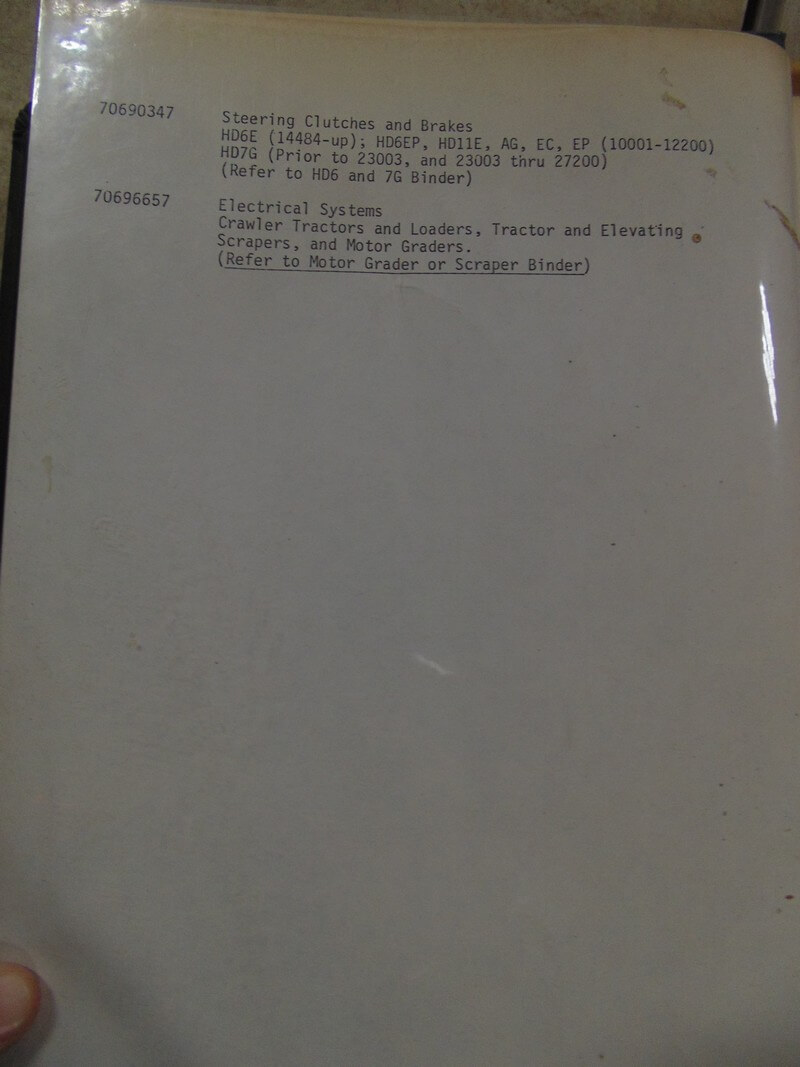 70690347 Steering Clutches and Brakes
HD6E (14484-up); HD6EP, HD11E, AG, EC, EP (10001-12200)
HD7G (Prior to 23003, and 23003 thru 27200)
(Refer to HD6 and 7G Binder)
70696657 Electrical Systems
Crawler Tractors and Loaders, Tractor and Elevating
Scrapers, and Motor Graders.
(Refer to Motor Grader or Scraper Binder)